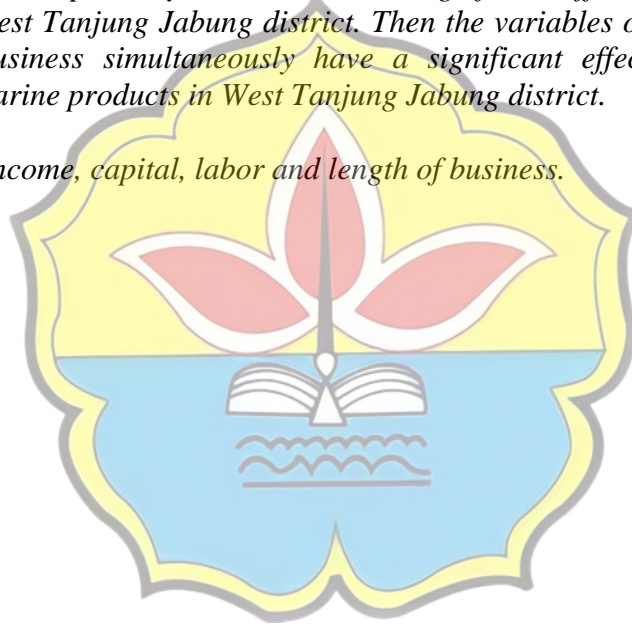 est Tanjung Jabung district. Then the variables o
usiness simultaneously have a significant effec
arine products in West Tanjung Jabung district.
ncome, capital, labor and length of business.